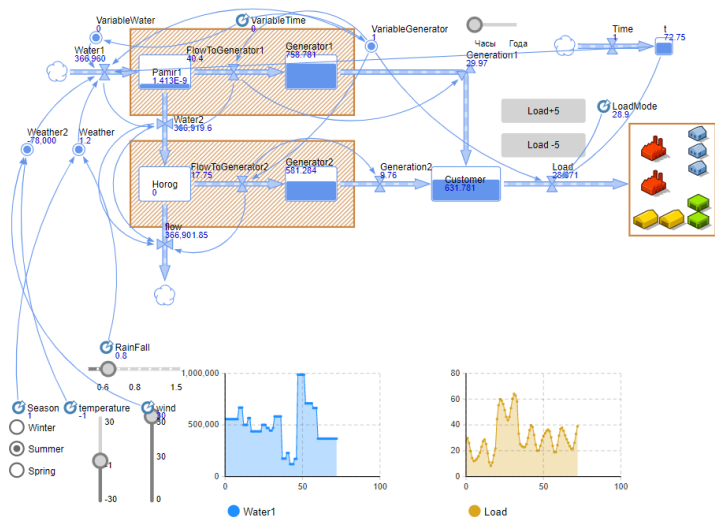 VariableWater
0
VariableTime
0
VariableGenerator
1
Time
1
t
72.75
Water1
366,960
FlowToGenerator1
40.4
Generator1
758.781
Generation1
29.97
Часы Года
Pamir1
1.413E-9
Load+5
LoadMode
28.9
Load -5
Weather2
-78,000
Weather
1.2
Water2
366,919.6
FlowToGenerator2
17.75
Generator2
581.284
Generation2
9.76
Customer
631.781
Load
Horog
0
flow
366,901.85
RainFall
0.8
0.6 0.8 1.5
Season
1
temperature
-1
wind
30
Winter
Summer
Spring
30
-1
-30
30
0
1,000,000
500,000
0
0 50 100
Water1
80
60
40
20
0
0 50 100
Load